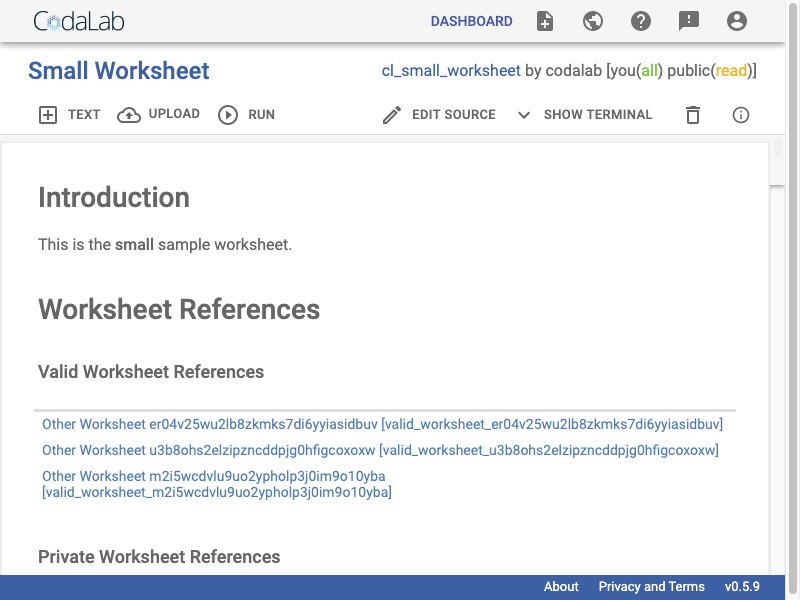 CodaLab
DASHBOARD
Small Worksheet
cl_small_worksheet by codalab [you(all) public(read)]
TEXT
UPLOAD
RUN
EDIT SOURCE
SHOW TERMINAL
Introduction
This is the small sample worksheet.
Worksheet References
Valid Worksheet References
Other Worksheet er04v25wu2lb8zkmks7di6yyiasidbuv [valid_worksheet_er04v25wu2lb8zkmks7di6yyiasidbuv]
Other Worksheet u3b8ohs2elzipzncddpjg0hfigcoxoxw [valid_worksheet_u3b8ohs2elzipzncddpjg0hfigcoxoxw]
Other Worksheet m2i5wcdvlu9uo2ypholp3j0im9o10yba
[valid_worksheet_m2i5wcdvlu9uo2ypholp3j0im9o10yba]
Private Worksheet References
About
Privacy and Terms
v0.5.9